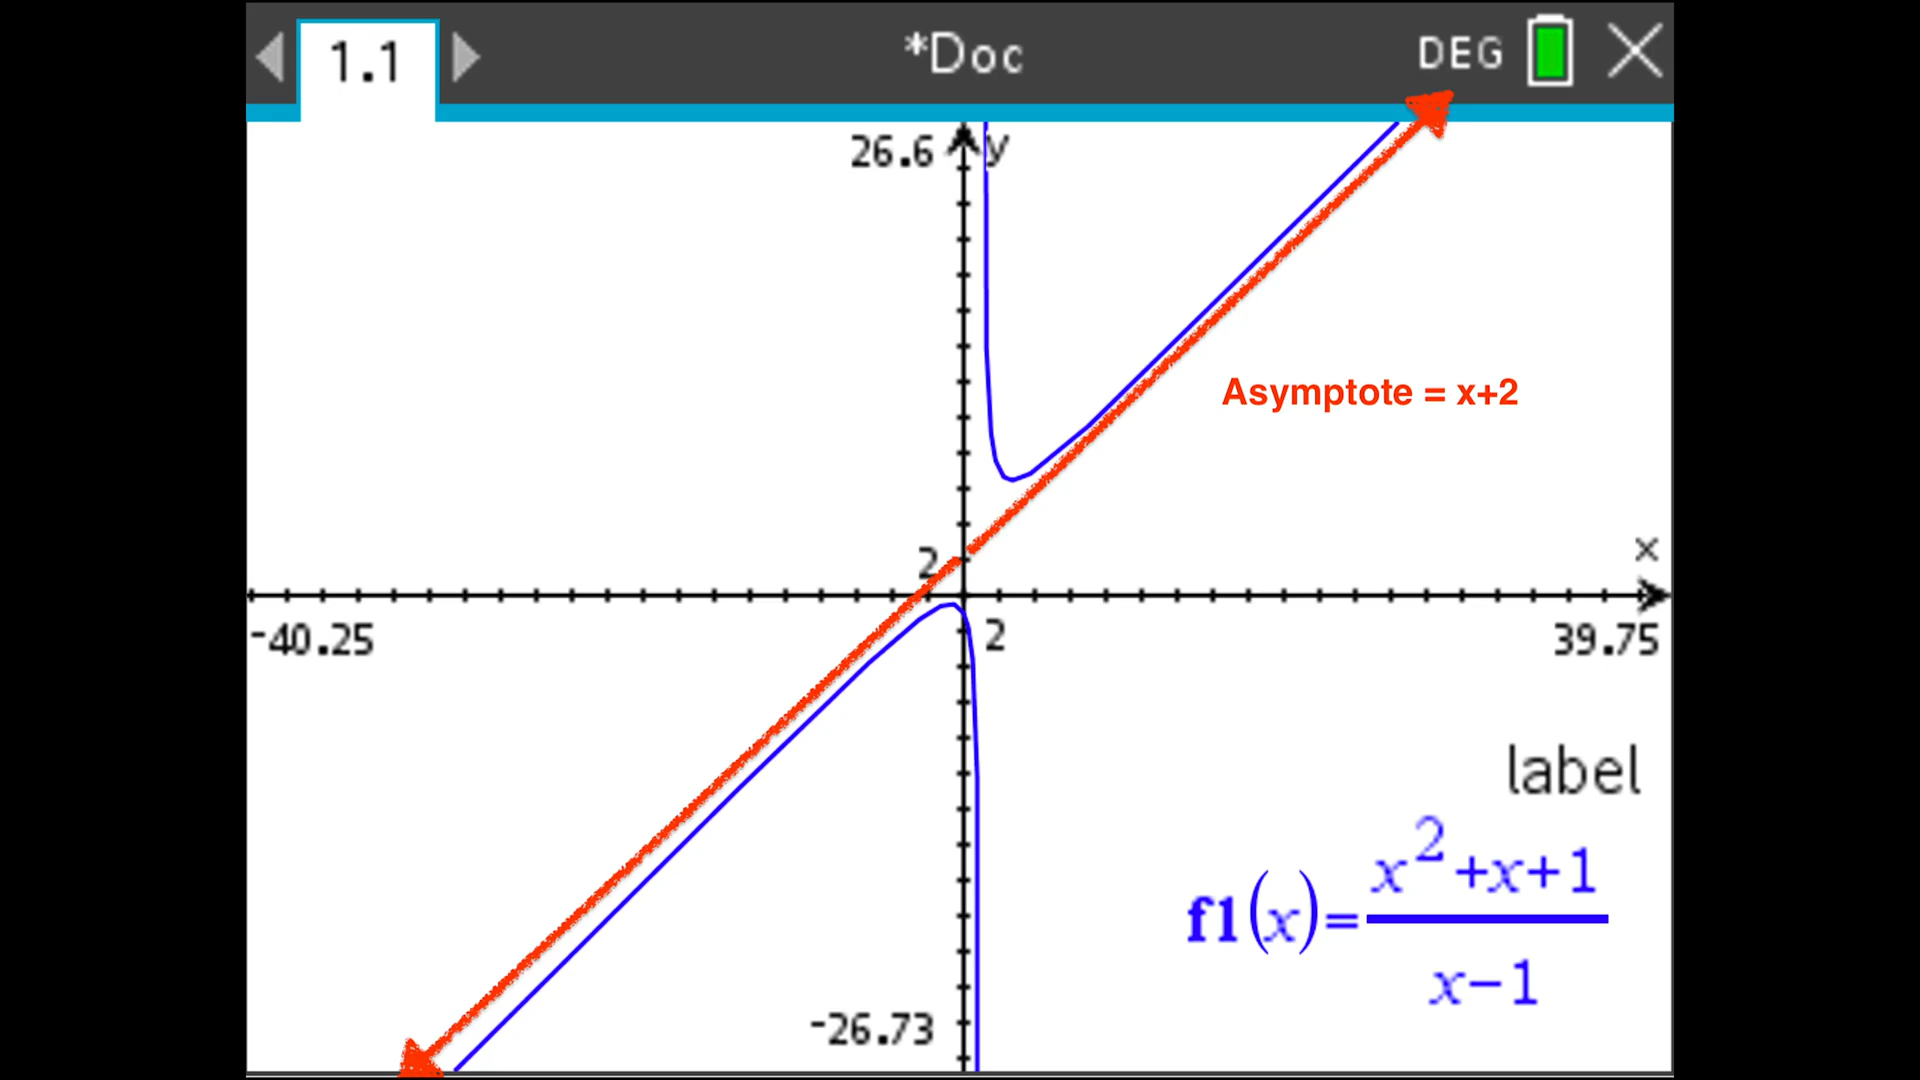 1.1 *Doc DEG
26.6 y
Asymptote = x+2
2
x
-40.25 2 39.75
label
f1(x)=x²+x+1/x-1
-26.73